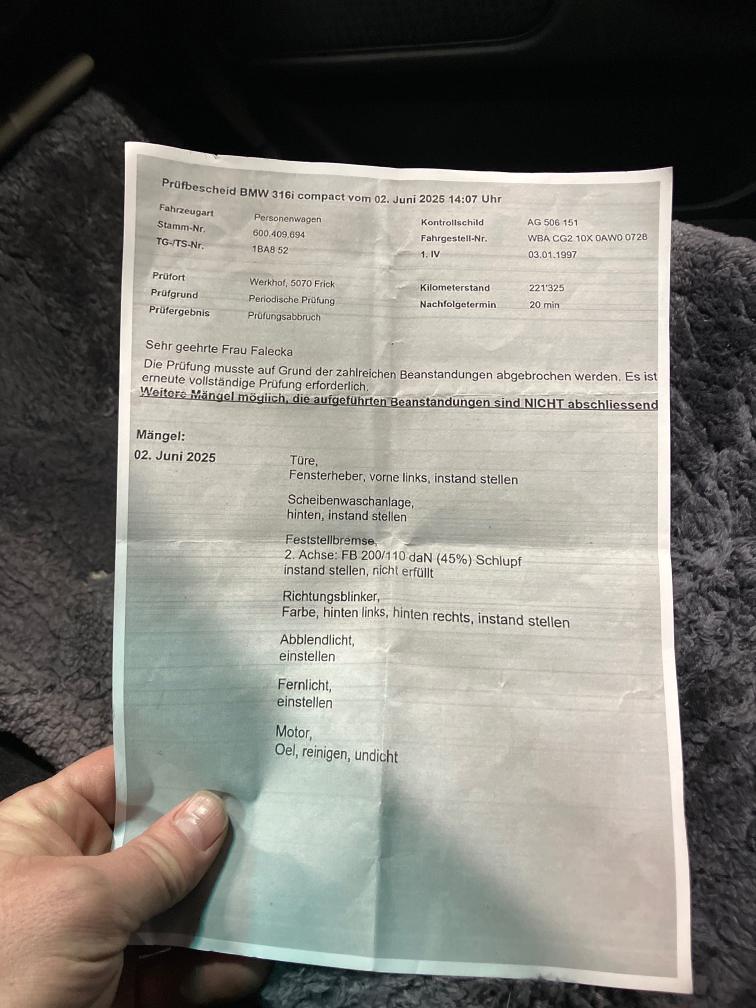 Prüfbescheid BMW 316i compact vom 02. Juni 2025 14:07 Uhr
Fahrzeugart Personenwagen Kontrollschild AG 506 151
Stamm-Nr. 600.409.694 Fahrgestell-Nr. WBA CG2 10X 0AW0 0728
TG-/TS-Nr. 1BA8 52 1. IV 03.01.1997
Prüfort Werkhof, 5070 Frick Kilometerstand 221'325
Prüfgrund Periodische Prüfung Nachfolgetermin 20 min
Prüfergebnis Prüfungsabbruch
Sehr geehrte Frau Falecka
Die Prüfung musste auf Grund der zahlreichen Beanstandungen abgebrochen werden. Es ist
erneute vollständige Prüfung erforderlich.
Weitere Mängel möglich, die aufgeführten Beanstandungen sind NICHT abschliessend
Mängel:
02. Juni 2025 Türe,
Fensterheber, vorne links, instand stellen
Scheibenwaschanlage,
hinten, instand stellen
Feststellbremse,
2. Achse: FB 200/110 daN (45%) Schlupf
instand stellen, nicht erfüllt
Richtungsblinker,
Farbe, hinten links, hinten rechts, instand stellen
Abblendlicht,
einstellen
Fernlicht,
einstellen
Motor,
Oel, reinigen, undicht